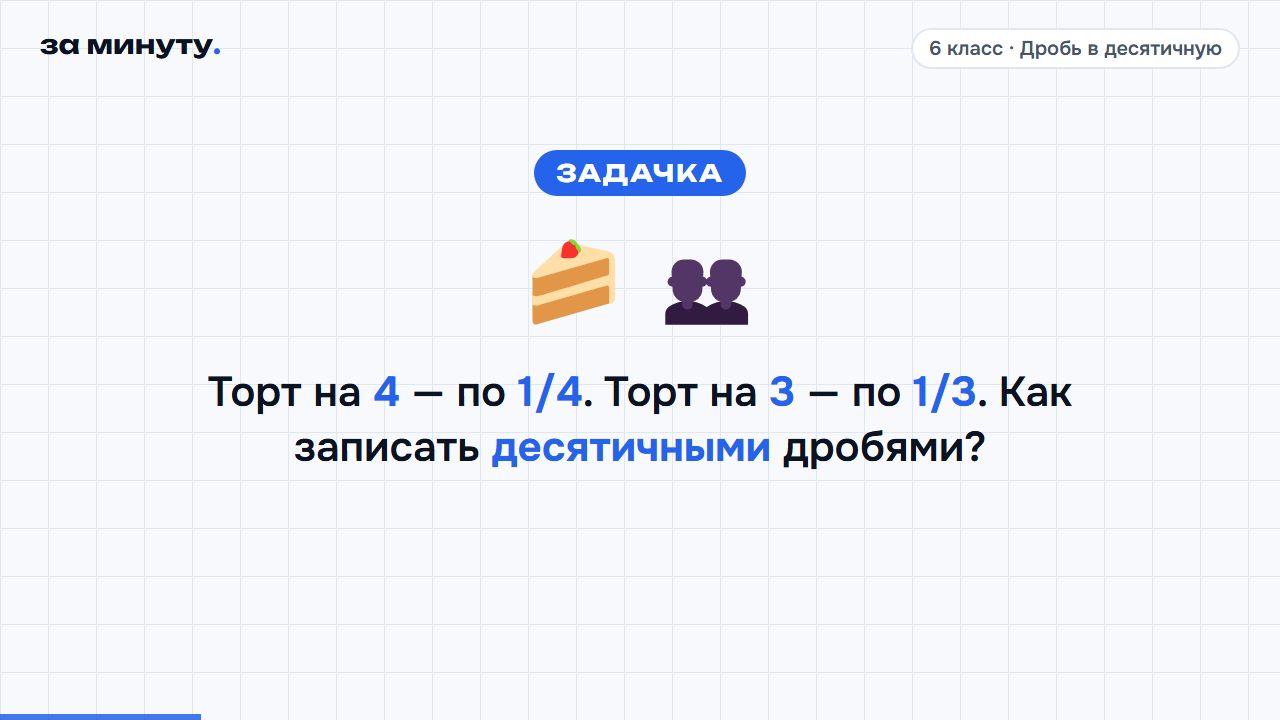 за минуту.
6 класс · Дробь в десятичную
ЗАДАЧКА
Торт на 4 — по 1/4. Торт на 3 — по 1/3. Как
записать десятичными дробями?